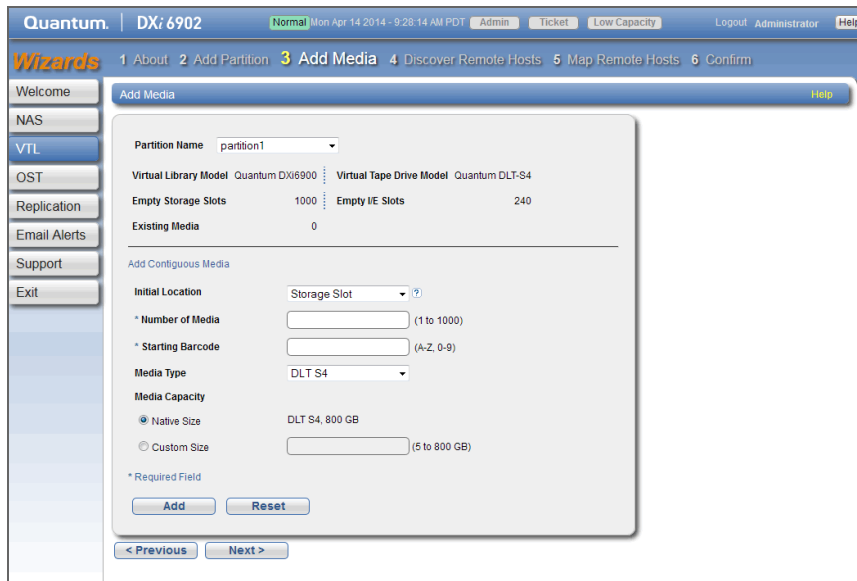 Quantum. DXi 6902 Normal Mon Apr 14 2014 - 9:28:14 AM PDT Admin Ticket Low Capacity Logout Administrator Help
Wizards 1 About 2 Add Partition 3 Add Media 4 Discover Remote Hosts 5 Map Remote Hosts 6 Confirm
Welcome
NAS
VTL
OST
Replication
Email Alerts
Support
Exit
Add Media Help
Partition Name partition1
Virtual Library Model Quantum DXi6900 Virtual Tape Drive Model Quantum DLT-S4
Empty Storage Slots 1000 Empty I/E Slots 240
Existing Media 0
Add Contiguous Media
Initial Location Storage Slot ?
* Number of Media (1 to 1000)
* Starting Barcode (A-Z, 0-9)
Media Type DLT S4
Media Capacity
Native Size DLT S4, 800 GB
Custom Size (5 to 800 GB)
* Required Field
Add Reset
< Previous Next >